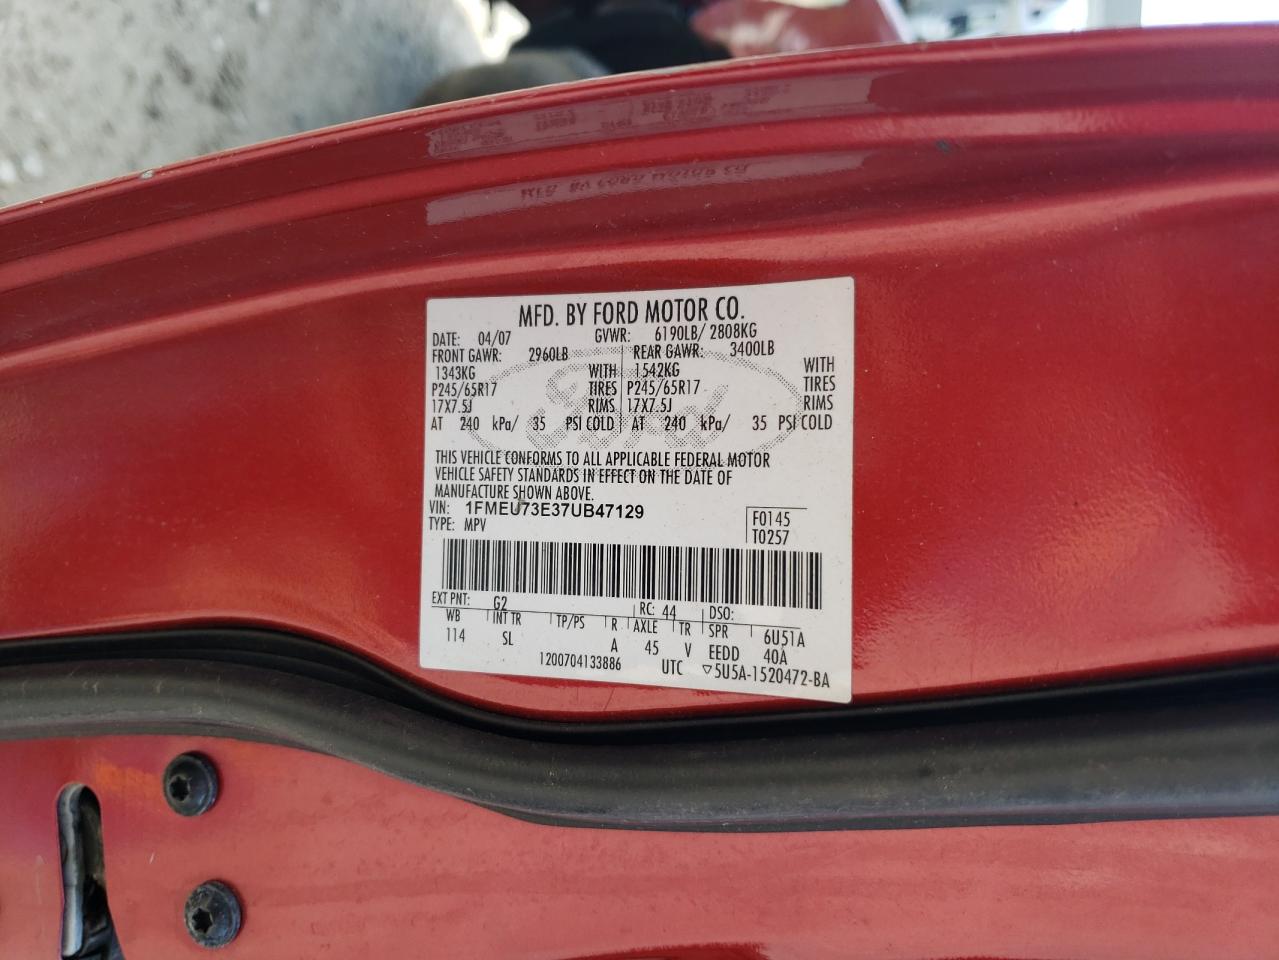 MFD. BY FORD MOTOR CO.
DATE: 04/07 GVWR: 6190LB/ 2808KG
FRONT GAWR: 2960LB REAR GAWR: 3400LB
1343KG WITH 1542KG WITH
P245/65R17 TIRES P245/65R17 TIRES
17X7.5J RIMS 17X7.5J RIMS
AT 240 kPa/ 35 PSI COLD AT 240 kPa/ 35 PSI COLD
Ford
THIS VEHICLE CONFORMS TO ALL APPLICABLE FEDERAL MOTOR
VEHICLE SAFETY STANDARDS IN EFFECT ON THE DATE OF
MANUFACTURE SHOWN ABOVE.
VIN: 1FMEU73E37UB47129
TYPE: MPV
F0145
T0257
EXT PNT: G2 RC: 44 DSO:
WB INT TR TP/PS R AXLE TR SPR 6U51A
114 SL A 45 V EEDD 40A
1200704133886 UTC ▽5U5A-1520472-BA